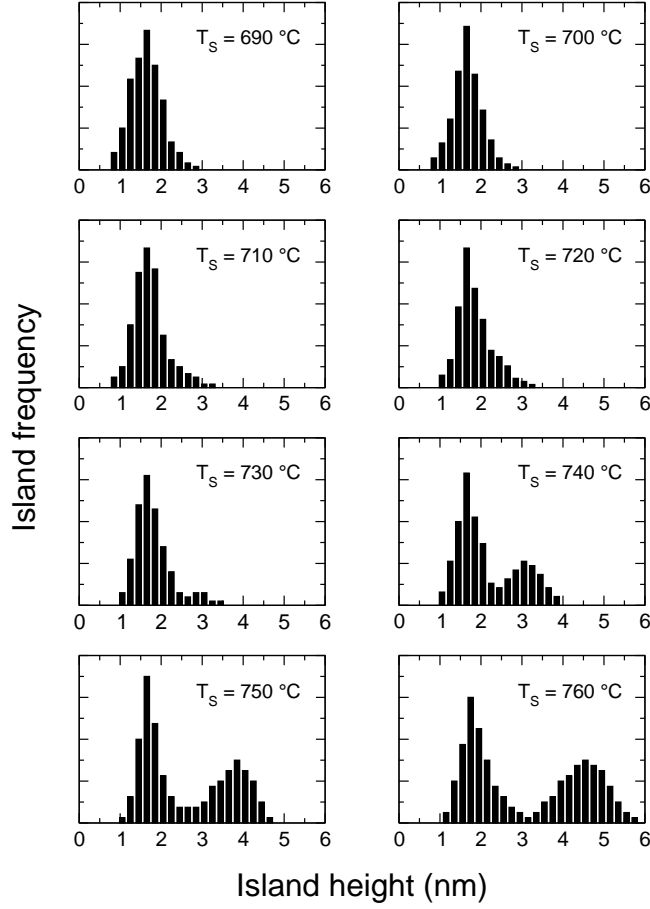 T_S = 690 °C
T_S = 700 °C
0 1 2 3 4 5 6
0 1 2 3 4 5 6
T_S = 710 °C
T_S = 720 °C
0 1 2 3 4 5 6
0 1 2 3 4 5 6
Island frequency
T_S = 730 °C
T_S = 740 °C
0 1 2 3 4 5 6
0 1 2 3 4 5 6
T_S = 750 °C
T_S = 760 °C
0 1 2 3 4 5 6
0 1 2 3 4 5 6
Island height (nm)